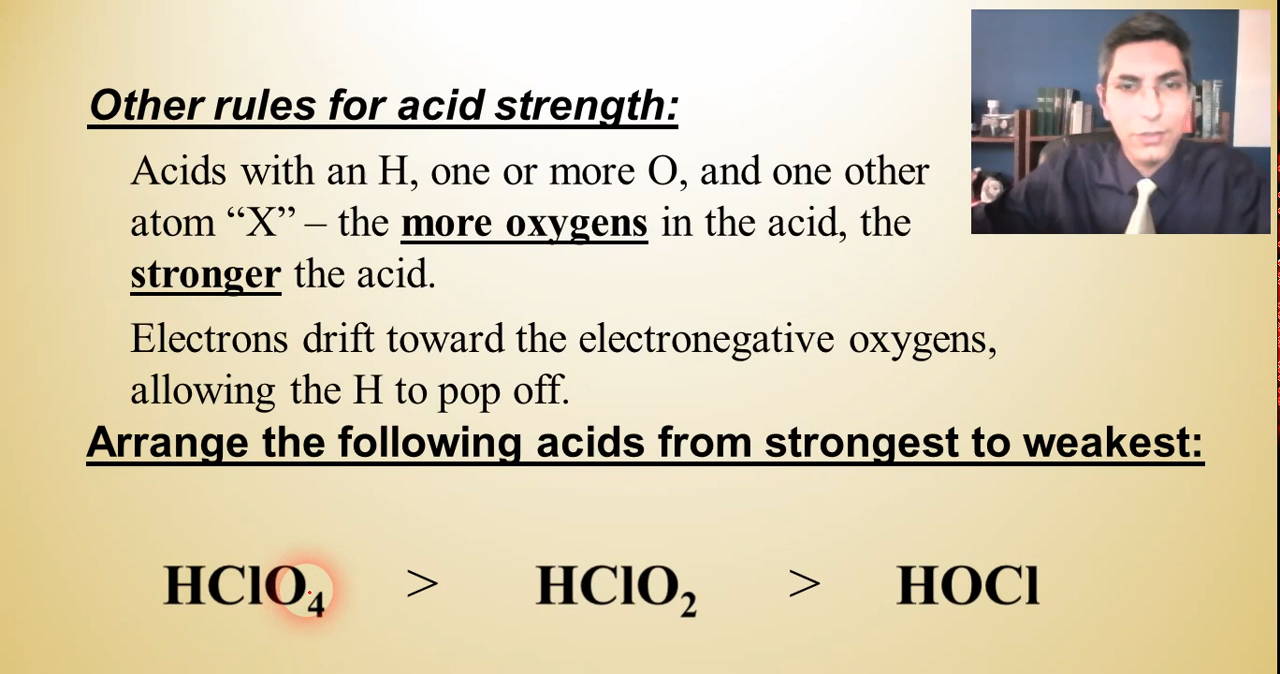 Other rules for acid strength:
Acids with an H, one or more O, and one other
atom “X” – the more oxygens in the acid, the
stronger the acid.
Electrons drift toward the electronegative oxygens,
allowing the H to pop off.
Arrange the following acids from strongest to weakest:
HClO₄ > HClO₂ > HOCl